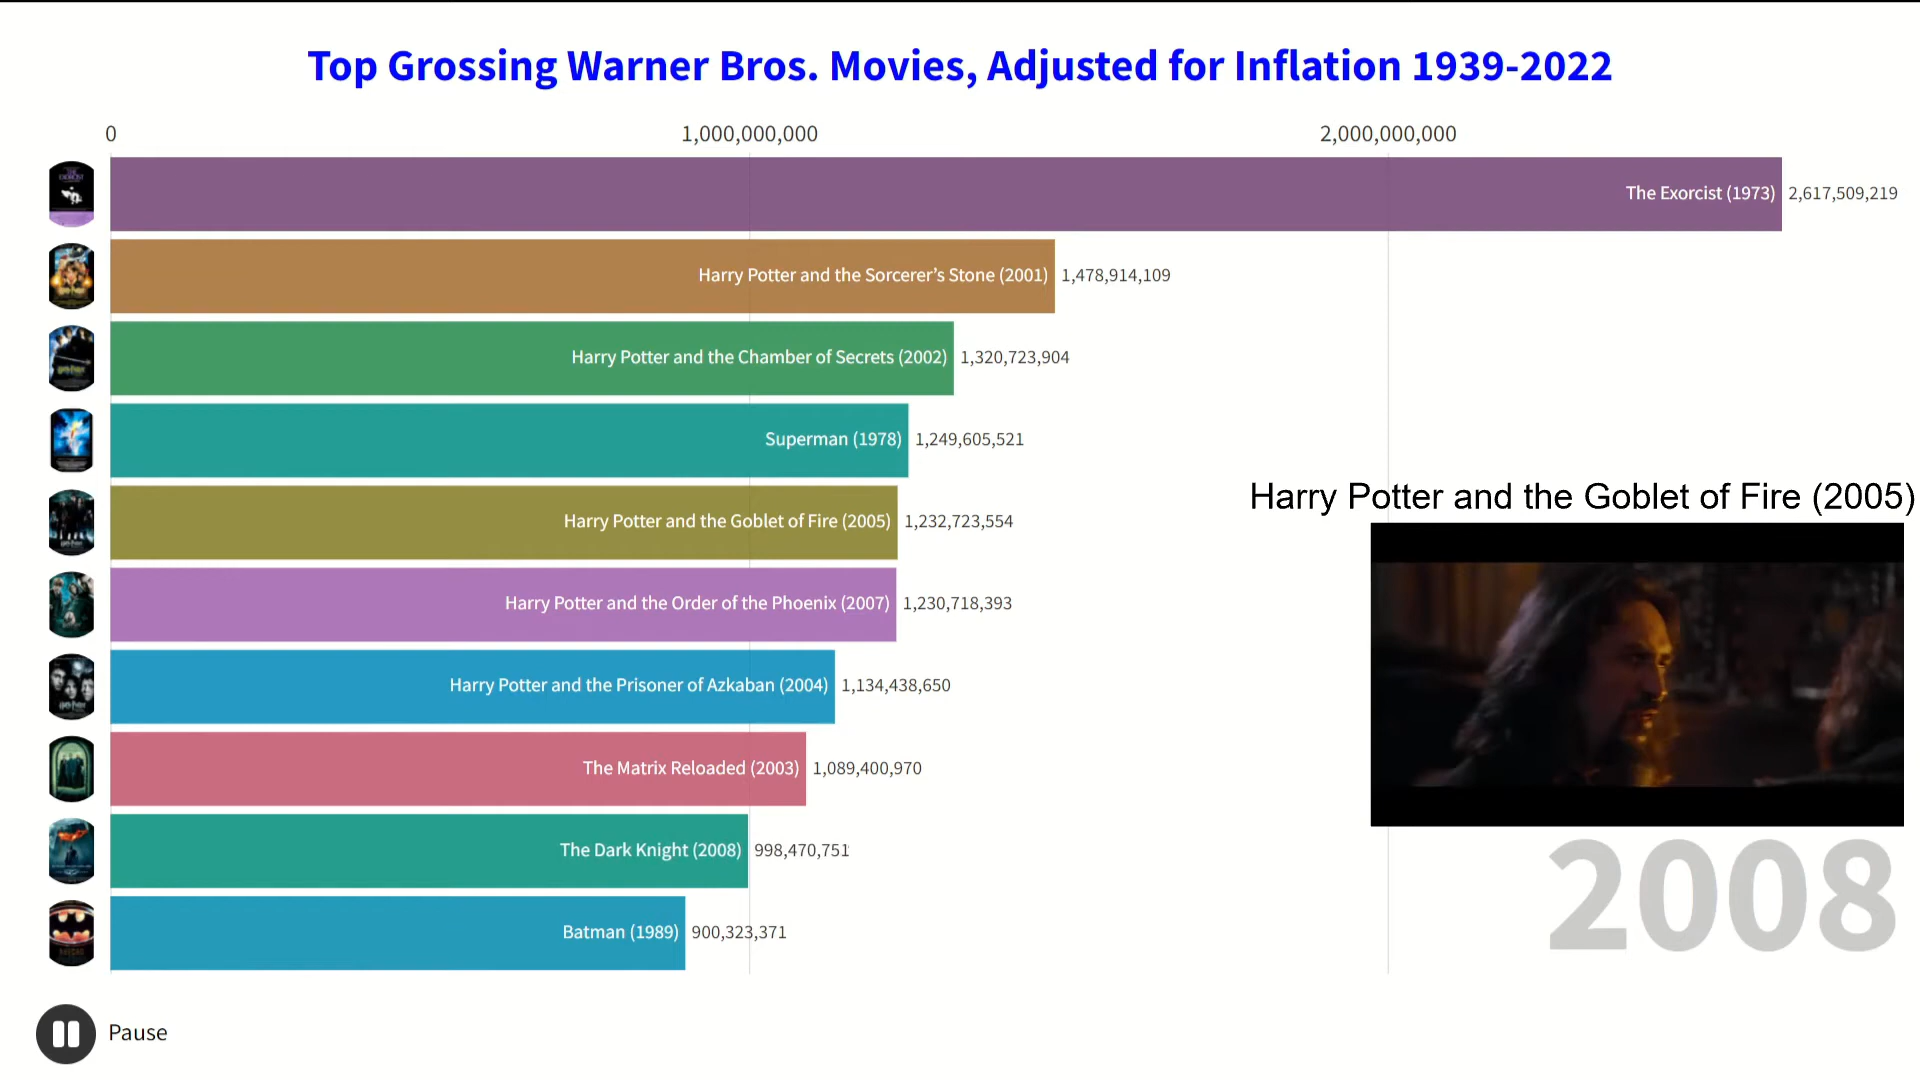 Top Grossing Warner Bros. Movies, Adjusted for Inflation 1939-2022
0 1,000,000,000 2,000,000,000
The Exorcist (1973) 2,617,509,219
Harry Potter and the Sorcerer’s Stone (2001) 1,478,914,109
Harry Potter and the Chamber of Secrets (2002) 1,320,723,904
Superman (1978) 1,249,605,521
Harry Potter and the Goblet of Fire (2005)
Harry Potter and the Goblet of Fire (2005) 1,232,723,554
Harry Potter and the Order of the Phoenix (2007) 1,230,718,393
Harry Potter and the Prisoner of Azkaban (2004) 1,134,438,650
The Matrix Reloaded (2003) 1,089,400,970
The Dark Knight (2008) 998,470,751
Batman (1989) 900,323,371
2008
Pause